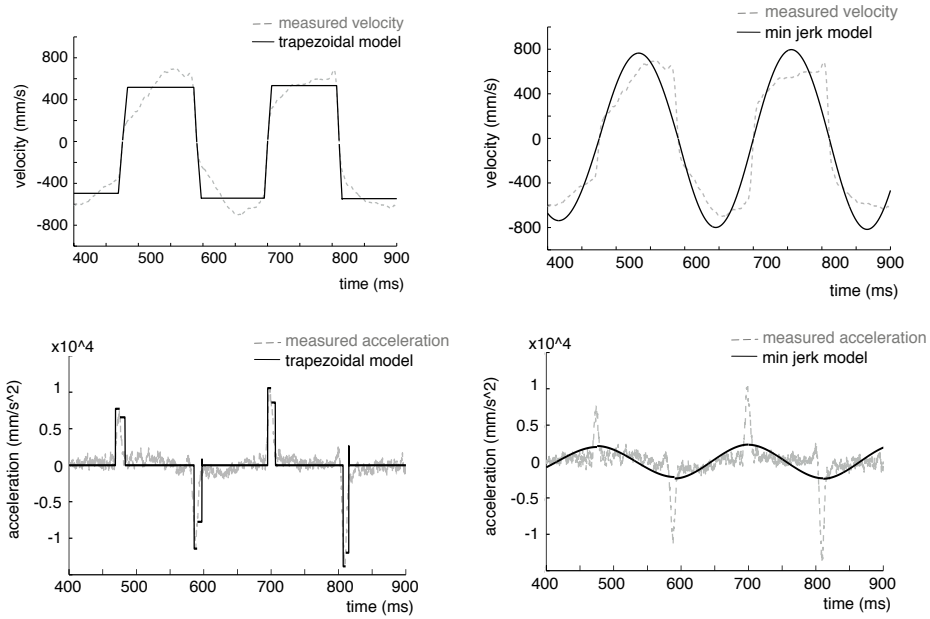 measured velocity
trapezoidal model
800
400
0
-400
-800
velocity (mm/s)
400 500 600 700 800 900
time (ms)
measured velocity
min jerk model
800
400
0
-400
-800
velocity (mm/s)
400 500 600 700 800 900
time (ms)
measured acceleration
trapezoidal model
x10^4
1
0.5
0
-0.5
-1
acceleration (mm/s^2)
400 500 600 700 800 900
time (ms)
measured acceleration
min jerk model
x10^4
1
0.5
0
-0.5
-1
acceleration (mm/s^2)
400 500 600 700 800 900
time (ms)